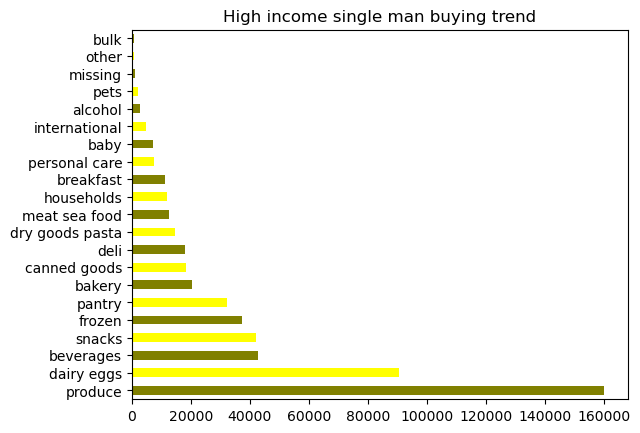 High income single man buying trend
bulk
other
missing
pets
alcohol
international
baby
personal care
breakfast
households
meat sea food
dry goods pasta
deli
canned goods
bakery
pantry
frozen
snacks
beverages
dairy eggs
produce
0 20000 40000 60000 80000 100000 120000 140000 160000